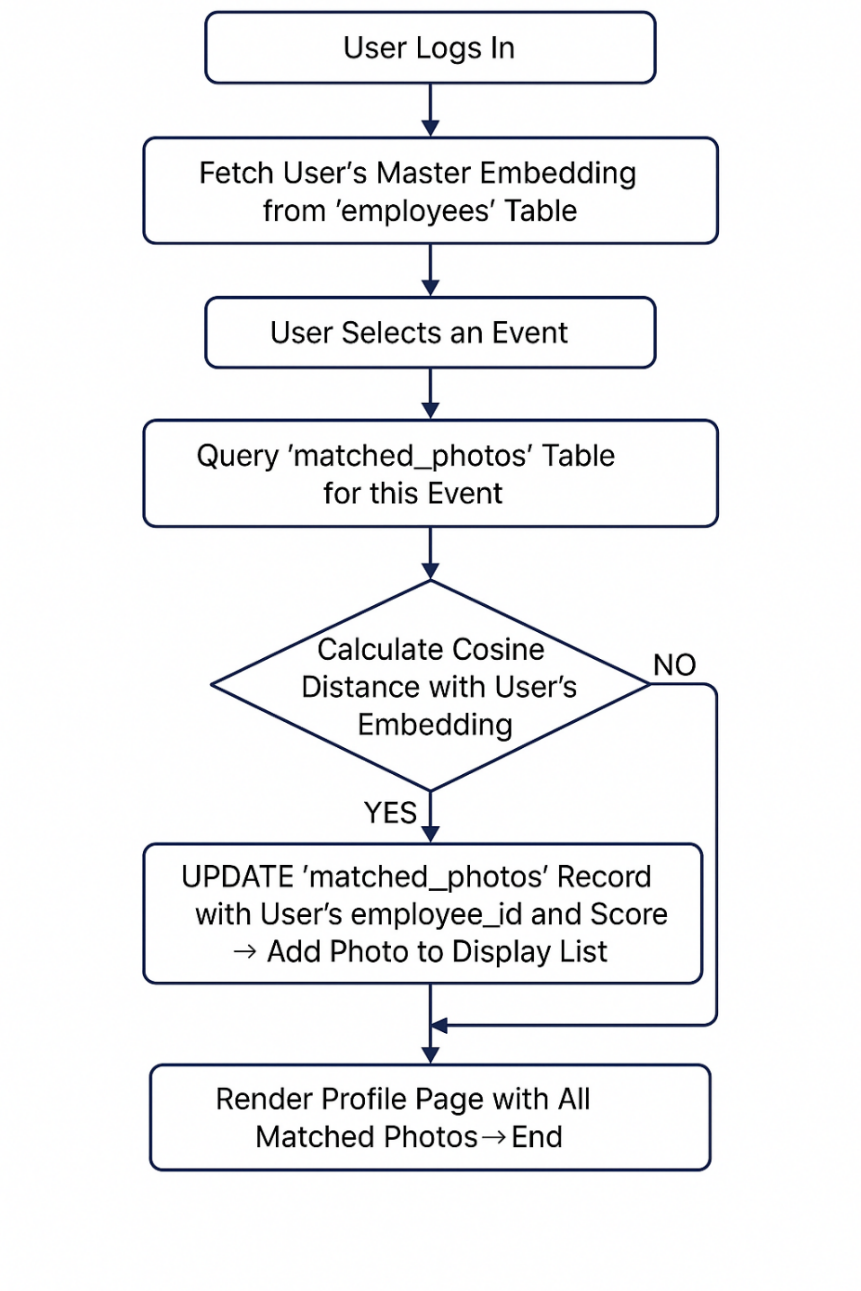 User Logs In
Fetch User's Master Embedding
from 'employees' Table
User Selects an Event
Query 'matched_photos' Table
for this Event
Calculate Cosine
Distance with User's
Embedding
NO
YES
UPDATE 'matched_photos' Record
with User's employee_id and Score
→ Add Photo to Display List
Render Profile Page with All
Matched Photos→End